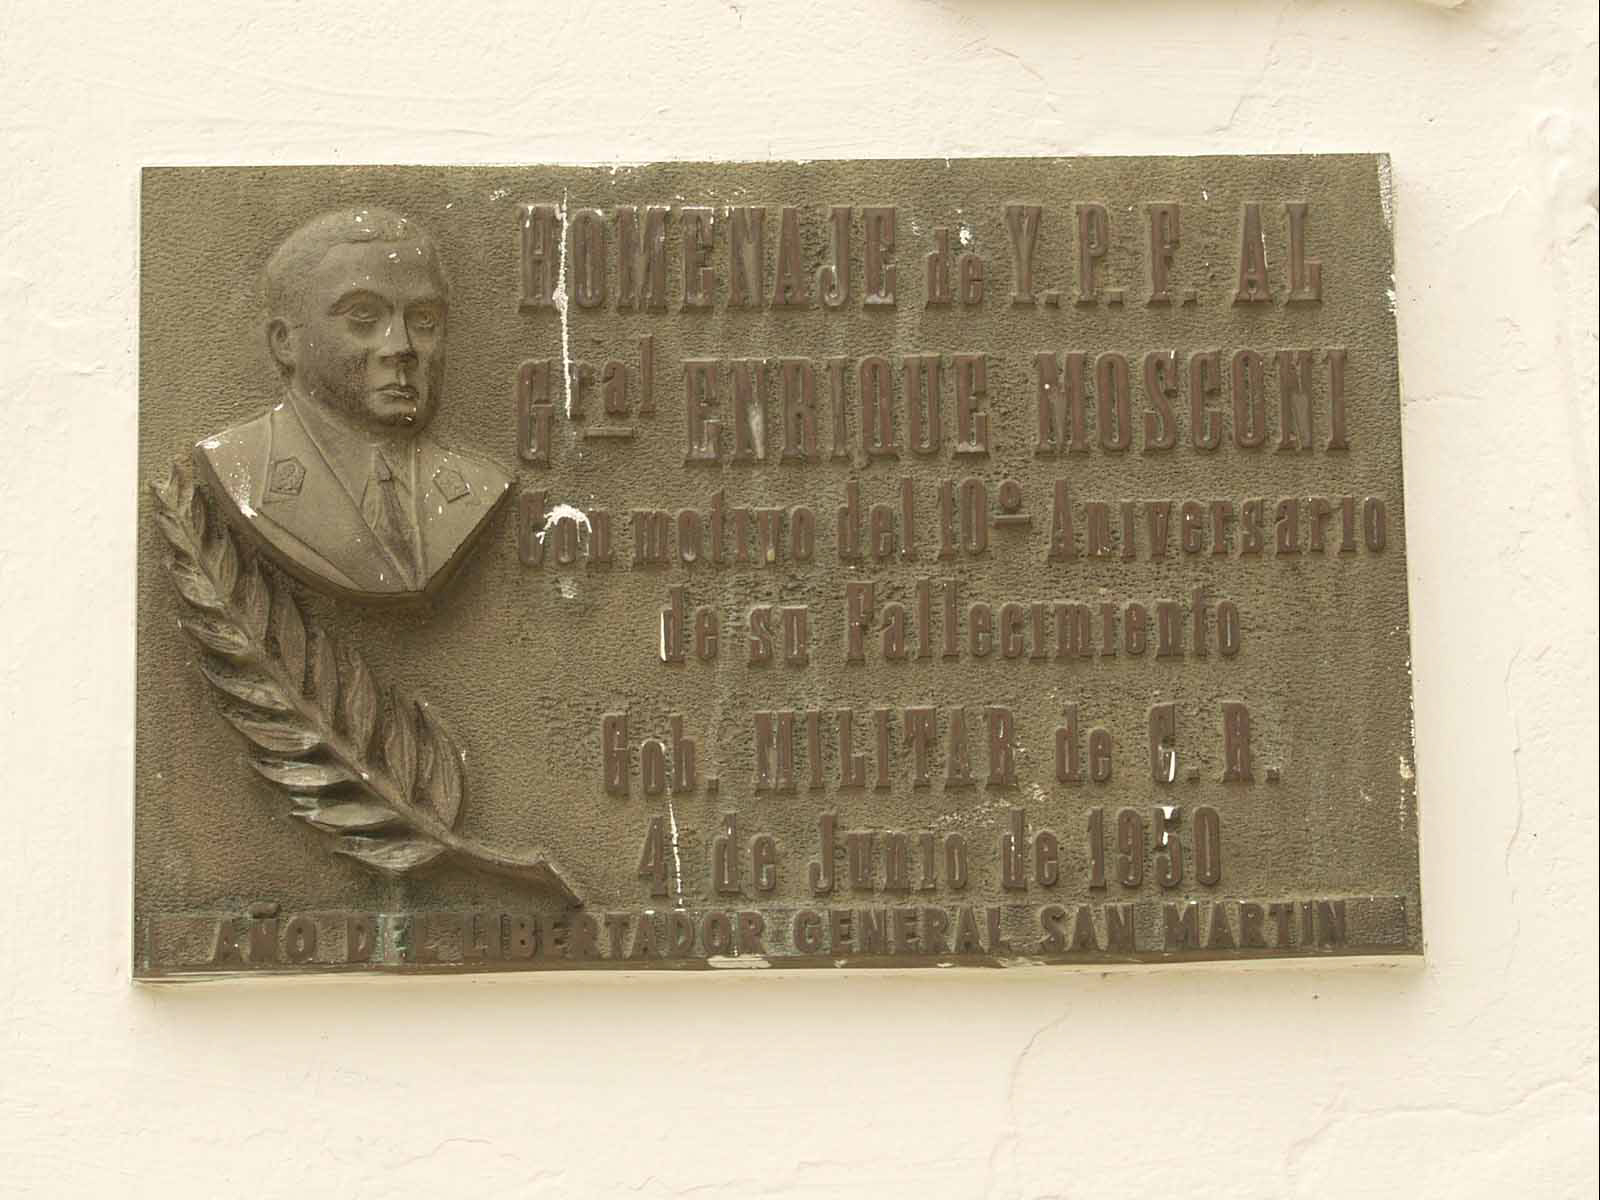 HOMENAJE de Y.P.F. AL
Gral ENRIQUE MOSCONI
Con motivo del 10º Aniversario
de su Fallecimiento
Gob. MILITAR de C.R.
4 de Junio de 1950
AÑO DEL LIBERTADOR GENERAL SAN MARTIN